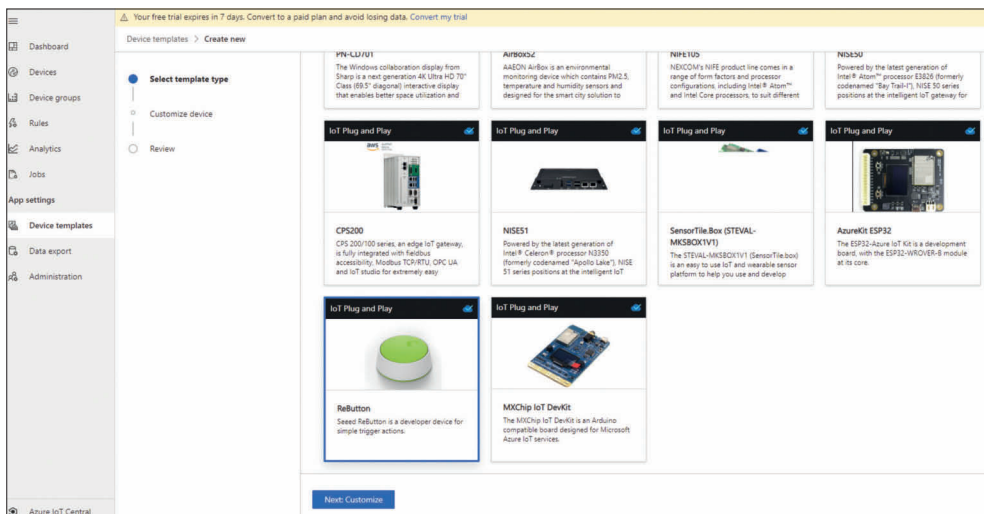 Your free trial expires in 7 days. Convert to a paid plan and avoid losing data. Convert my trial
Device templates > Create new
Dashboard
Devices
Device groups
Rules
Analytics
Jobs
App settings
Device templates
Data export
Administration
Azure IoT Central
Select template type
Customize device
Review
PN-CD701
The Windows collaboration display from
Sharp is a next generation 4K Ultra HD 70"
Class (69.5" diagonal) interactive display
that enables better space utilization and
AirBox52
AAEON AirBox is an environmental
monitoring device which contains PM2.5,
temperature and humidity sensors and
designed for the smart city solution to
NIFE105
NEXCOM's NIFE product line comes in a
range of form factors and processor
configurations, including Intel® Atom™
and Intel Core processors, to suit different
NISE50
Powered by the latest generation of
Intel® Atom™ processor E3826 (formerly
codenamed "Bay Trail-I"), NISE 50 series
positions at the intelligent IoT gateway for
IoT Plug and Play
aws
CPS200
CPS 200/100 series, an edge IoT gateway,
is fully integrated with fieldbus
accessibility, Modbus TCP/RTU, OPC UA
and IoT studio for extremely easy
IoT Plug and Play
NISE51
Powered by the latest generation of
Intel® Celeron® processor N3350
(formerly codenamed "Apollo Lake"), NISE
51 series positions at the intelligent IoT
IoT Plug and Play
SensorTile.Box (STEVAL-
MKSBOX1V1)
The STEVAL-MKSBOX1V1 (SensorTile.box)
is an easy to use IoT and wearable sensor
platform to help you use and develop
IoT Plug and Play
AzureKit ESP32
The ESP32-Azure IoT Kit is a development
board, with the ESP32-WROVER-B module
at its core.
IoT Plug and Play
ReButton
Seeed ReButton is a developer device for
simple trigger actions.
IoT Plug and Play
MXChip IoT DevKit
The MXChip IoT DevKit is an Arduino
compatible board designed for Microsoft
Azure IoT services.
Next: Customize